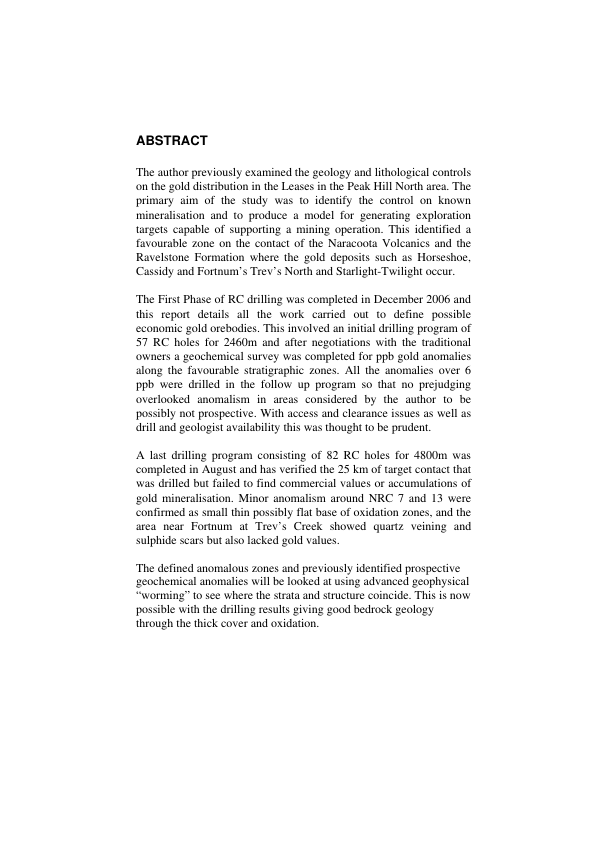 ABSTRACT
The author previously examined the geology and lithological controls
on the gold distribution in the Leases in the Peak Hill North area. The
primary aim of the study was to identify the control on known
mineralisation and to produce a model for generating exploration
targets capable of supporting a mining operation. This identified a
favourable zone on the contact of the Naracoota Volcanics and the
Ravelstone Formation where the gold deposits such as Horseshoe,
Cassidy and Fortnum’s Trev’s North and Starlight-Twilight occur.
The First Phase of RC drilling was completed in December 2006 and
this report details all the work carried out to define possible
economic gold orebodies. This involved an initial drilling program of
57 RC holes for 2460m and after negotiations with the traditional
owners a geochemical survey was completed for ppb gold anomalies
along the favourable stratigraphic zones. All the anomalies over 6
ppb were drilled in the follow up program so that no prejudging
overlooked anomalism in areas considered by the author to be
possibly not prospective. With access and clearance issues as well as
drill and geologist availability this was thought to be prudent.
A last drilling program consisting of 82 RC holes for 4800m was
completed in August and has verified the 25 km of target contact that
was drilled but failed to find commercial values or accumulations of
gold mineralisation. Minor anomalism around NRC 7 and 13 were
confirmed as small thin possibly flat base of oxidation zones, and the
area near Fortnum at Trev’s Creek showed quartz veining and
sulphide scars but also lacked gold values.
The defined anomalous zones and previously identified prospective
geochemical anomalies will be looked at using advanced geophysical
“worming” to see where the strata and structure coincide. This is now
possible with the drilling results giving good bedrock geology
through the thick cover and oxidation.